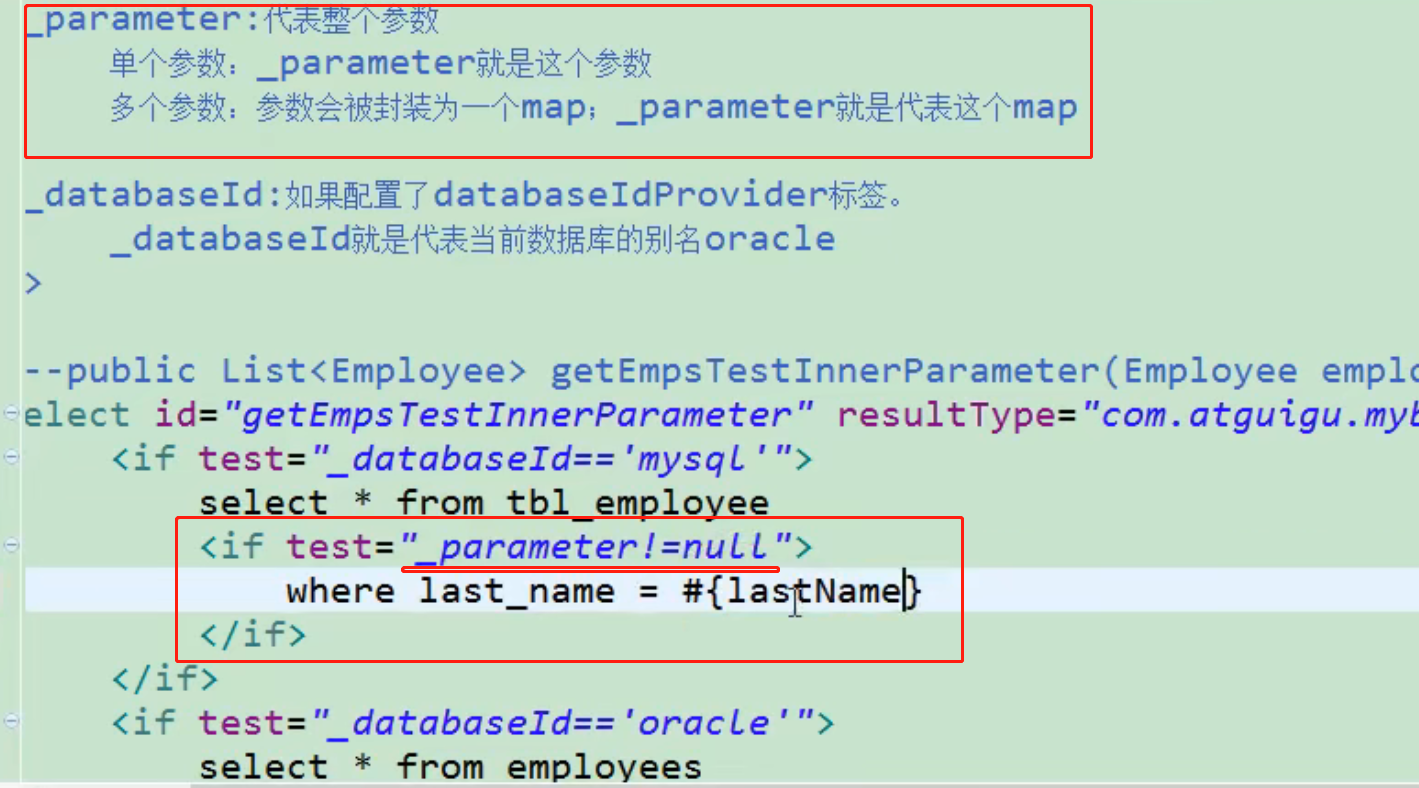 _parameter:代表整个参数
单个参数：_parameter就是这个参数
多个参数：参数会被封装为一个map；_parameter就是代表这个map
_databaseId:如果配置了databaseIdProvider标签。
_databaseId就是代表当前数据库的别名oracle
>
--public List<Employee> getEmpsTestInnerParameter(Employee emplo
elect id="getEmpsTestInnerParameter" resultType="com.atguigu.myb
<if test="_databaseId=='mysql'">
select * from tbl_employee
<if test="_parameter!=null">
where last_name = #{lastName}
</if>
</if>
<if test="_databaseId=='oracle'">
select * from employees